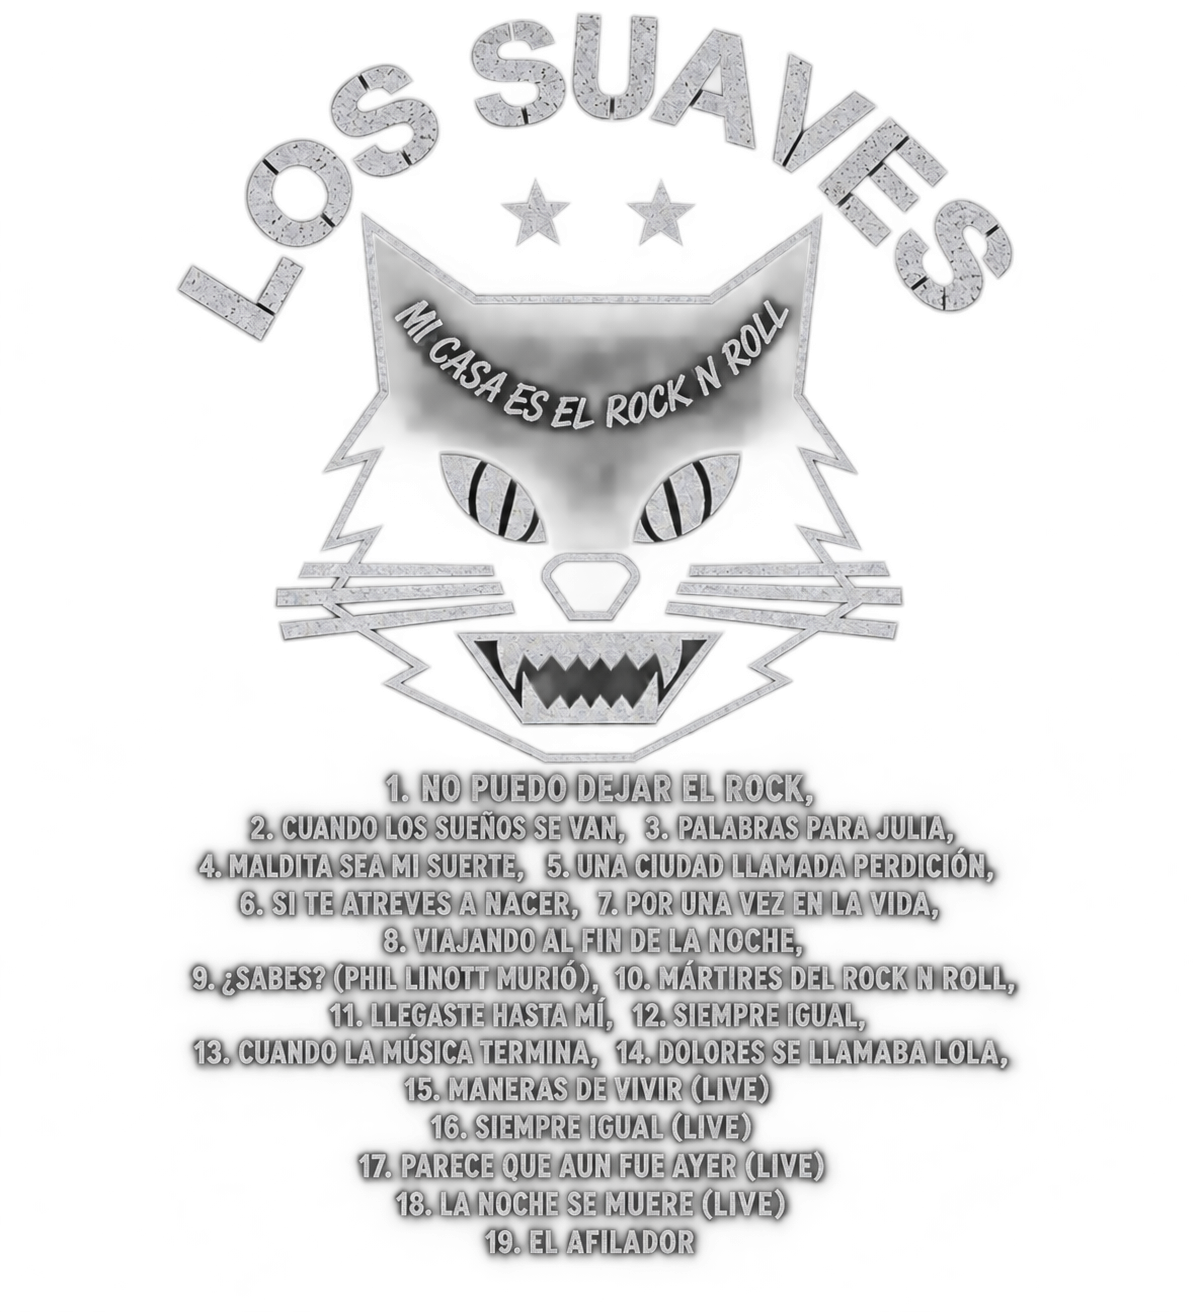 LOS SUAVES
MI CASA ES EL ROCK N ROLL
1. NO PUEDO DEJAR EL ROCK,
2. CUANDO LOS SUEÑOS SE VAN, 3. PALABRAS PARA JULIA,
4. MALDITA SEA MI SUERTE, 5. UNA CIUDAD LLAMADA PERDICIÓN,
6. SI TE ATREVES A NACER, 7. POR UNA VEZ EN LA VIDA,
8. VIAJANDO AL FIN DE LA NOCHE,
9. ¿SABES? (PHIL LINOTT MURIÓ), 10. MÁRTIRES DEL ROCK N ROLL,
11. LLEGASTE HASTA MÍ, 12. SIEMPRE IGUAL,
13. CUANDO LA MÚSICA TERMINA, 14. DOLORES SE LLAMABA LOLA,
15. MANERAS DE VIVIR (LIVE)
16. SIEMPRE IGUAL (LIVE)
17. PARECE QUE AUN FUE AYER (LIVE)
18. LA NOCHE SE MUERE (LIVE)
19. EL AFILADOR